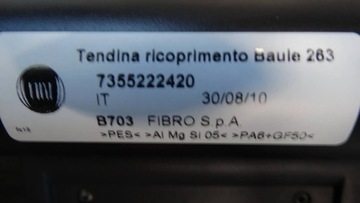 Tendina ricoprimento Baule 263
7355222420
IT 30/08/10
B703 FIBRO S.p.A.
>PES< >Al Mg Si 05< >PA6+GF50<